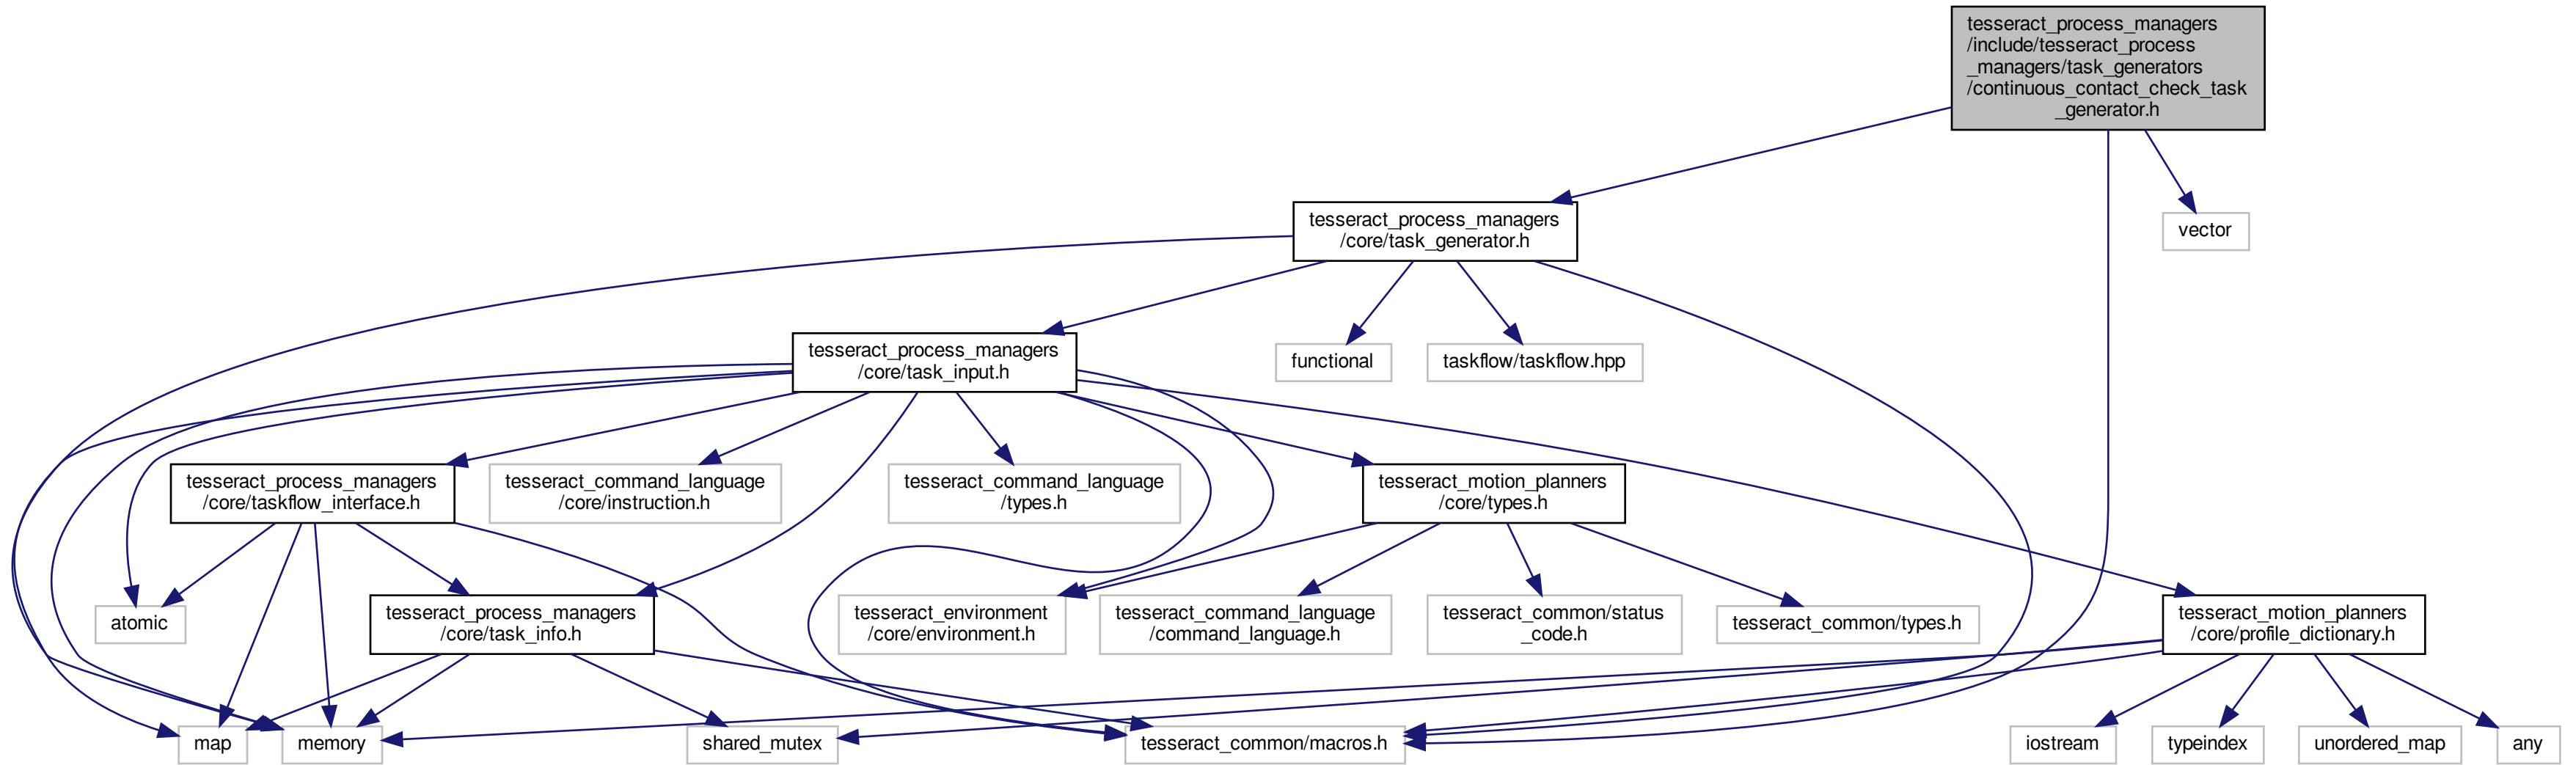 tesseract_process_managers
/include/tesseract_process
_managers/task_generators
/continuous_contact_check_task
_generator.h
tesseract_process_managers
/core/task_generator.h
vector
tesseract_process_managers
/core/task_input.h
functional
taskflow/taskflow.hpp
tesseract_process_managers
/core/taskflow_interface.h
tesseract_command_language
/core/instruction.h
tesseract_command_language
/types.h
tesseract_motion_planners
/core/types.h
atomic
tesseract_process_managers
/core/task_info.h
tesseract_environment
/core/environment.h
tesseract_command_language
/command_language.h
tesseract_common/status
_code.h
tesseract_common/types.h
tesseract_motion_planners
/core/profile_dictionary.h
map
memory
shared_mutex
tesseract_common/macros.h
iostream
typeindex
unordered_map
any